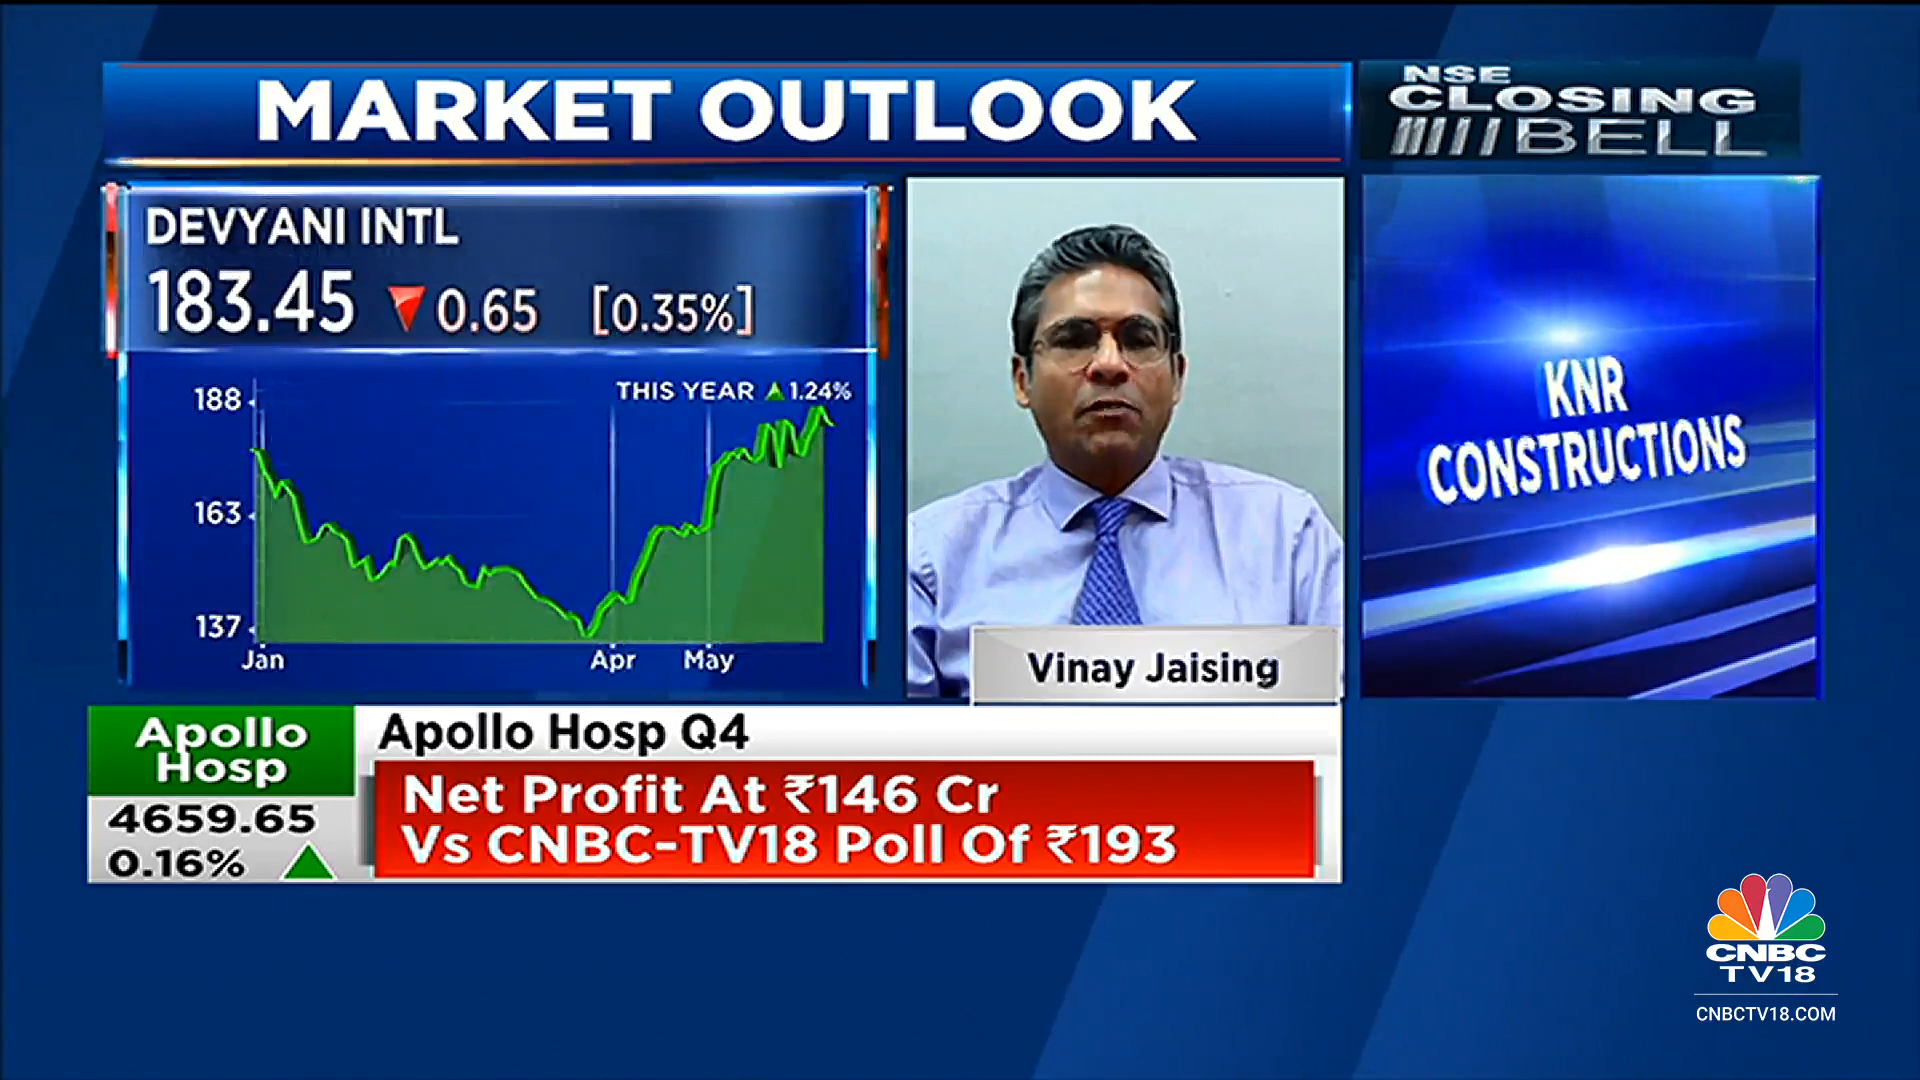 MARKET OUTLOOK
NSE
CLOSING
BELL
DEVYANI INTL
183.45 ▼0.65 [0.35%]
THIS YEAR ▲1.24%
188
163
137
Jan Apr May
Vinay Jaising
KNR
CONSTRUCTIONS
Apollo
Hosp
4659.65
0.16% ▲
Apollo Hosp Q4
Net Profit At ₹146 Cr
Vs CNBC-TV18 Poll Of ₹193
CNBC
TV18
CNBCTV18.COM